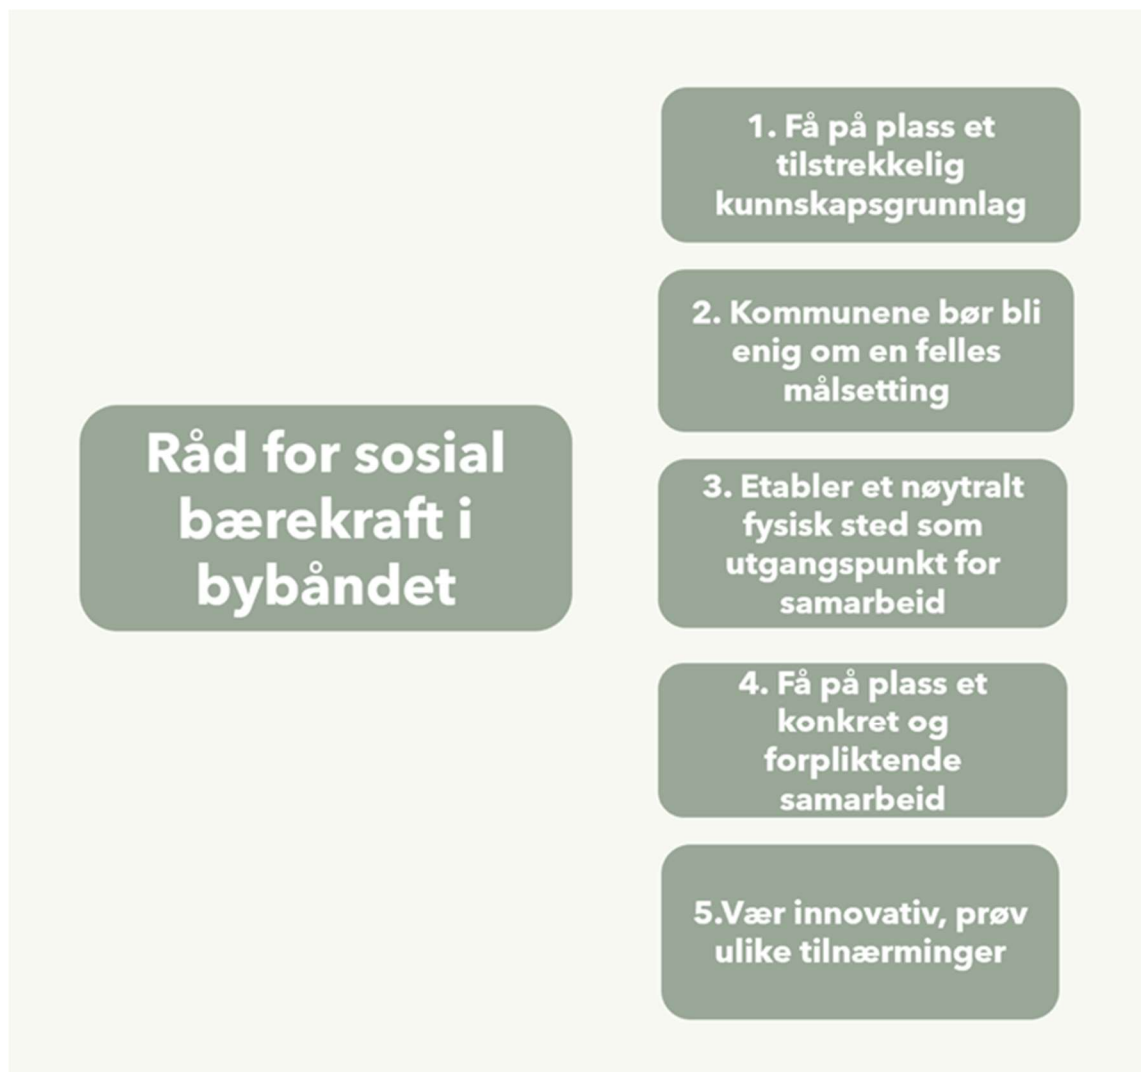 Råd for sosial
bærekraft i
bybåndet
1. Få på plass et
tilstrekkelig
kunnskapsgrunnlag
2. Kommunene bør bli
enig om en felles
målsetting
3. Etabler et nøytralt
fysisk sted som
utgangspunkt for
samarbeid
4. Få på plass et
konkret og
forpliktende
samarbeid
5.Vær innovativ, prøv
ulike tilnærminger